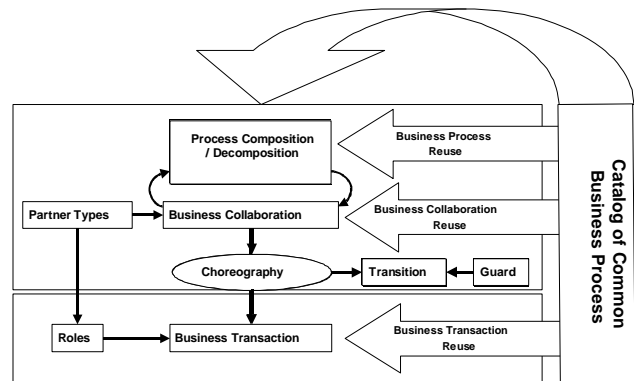 Process Composition
/ Decomposition
Business Process
Reuse
Partner Types
Business Collaboration
Business Collaboration
Reuse
Choreography
Transition
Guard
Roles
Business Transaction
Business Transaction
Reuse
Catalog of Common
Business Process